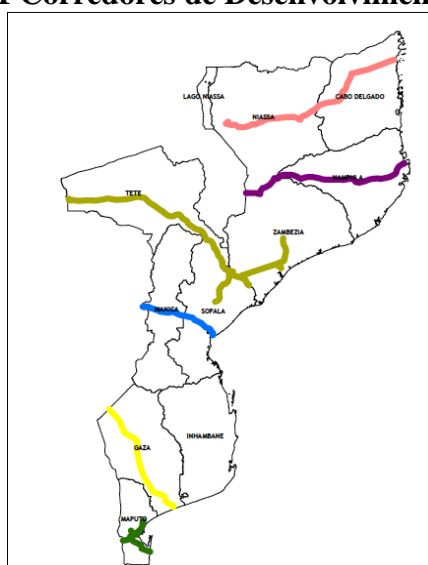 Corredores de Desenvolvimen
LAGO NIASSA
CABO DELGADO
NIASSA
NAMPULA
TETE
ZAMBEZIA
MANICA
SOFALA
INHAMBANE
GAZA
MAPUTO